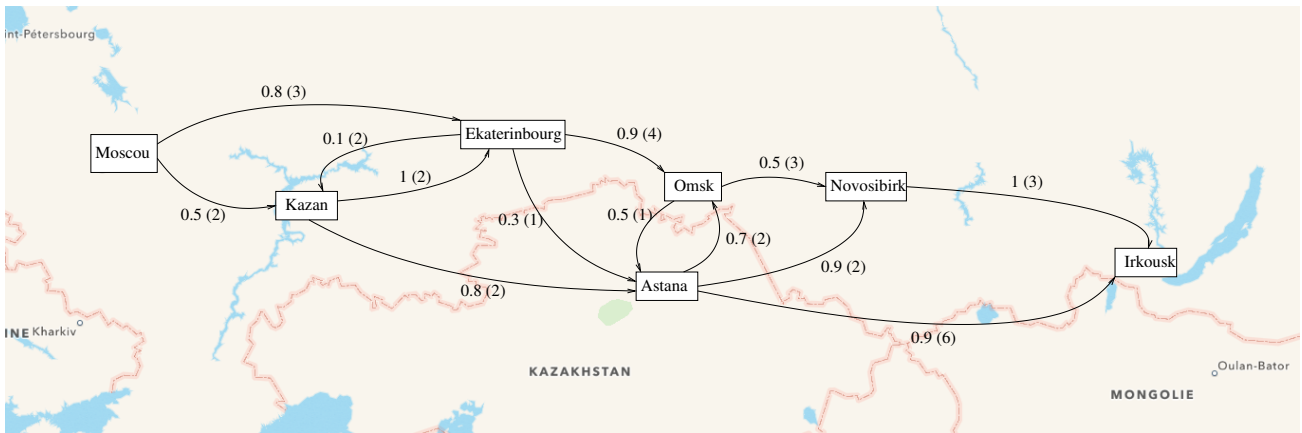 int-Pétersbourg
0.8 (3)
Moscou
Ekaterinbourg
0.1 (2)
0.9 (4)
1 (2)
0.5 (2)
Kazan
0.5 (3)
Omsk
Novosibirk
1 (3)
0.3 (1)
0.5 (1)
0.7 (2)
0.9 (2)
0.8 (2)
Astana
Irkousk
0.9 (6)
INE
Kharkiv
KAZAKHSTAN
Oulan-Bator
MONGOLIE